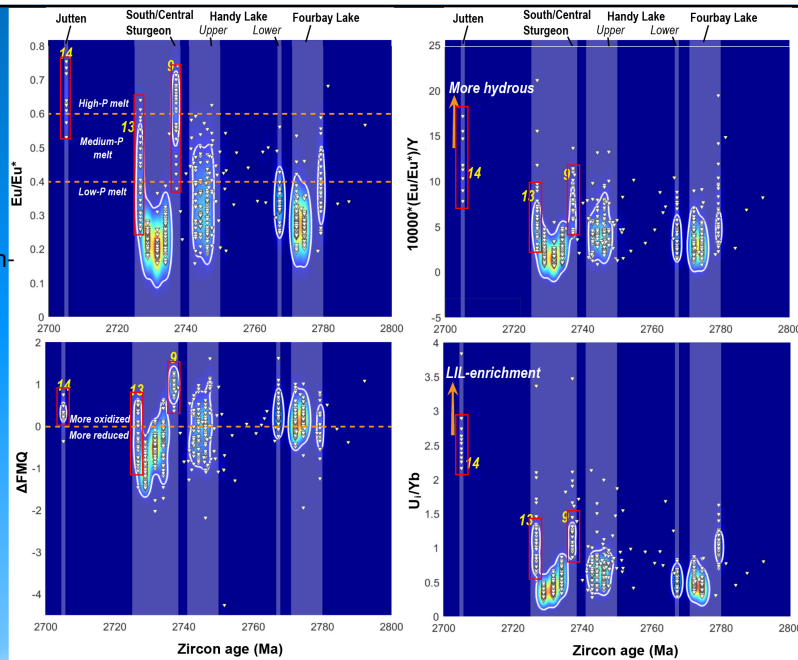 Jutten
South/Central
Sturgeon
Handy Lake
Upper
Lower
Fourbay Lake
0.8
0.7
0.6
0.5
0.4
0.3
0.2
0.1
0
Eu/Eu*
14
9
13
High-P melt
Medium-P
melt
Low-P melt
2700
2720
2740
2760
2780
2800
Jutten
South/Central
Sturgeon
Handy Lake
Upper
Lower
Fourbay Lake
25
20
15
10
5
0
-5
10000*(Eu/Eu*)/Y
More hydrous
14
13
9
2700
2720
2740
2760
2780
2800
n-
2
1
0
-1
-2
-3
-4
ΔFMQ
14
13
9
More oxidized
More reduced
2700
2720
2740
2760
2780
2800
Zircon age (Ma)
4
3.5
3
2.5
2
1.5
1
0.5
0
Ui/Yb
LIL-enrichment
14
13
9
2700
2720
2740
2760
2780
280
Zircon age (Ma)